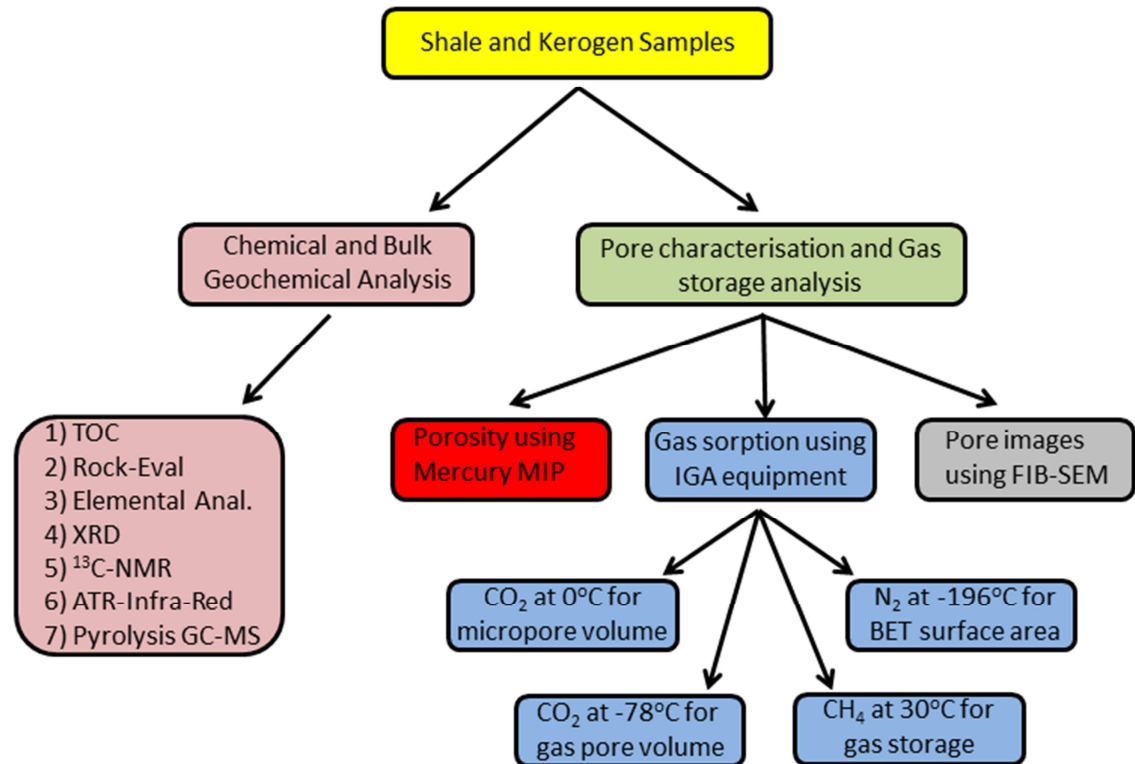 Shale and Kerogen Samples
Chemical and Bulk
Geochemical Analysis
Pore characterisation and Gas
storage analysis
1) TOC
2) Rock-Eval
3) Elemental Anal.
4) XRD
5) ¹³C-NMR
6) ATR-Infra-Red
7) Pyrolysis GC-MS
Porosity using
Mercury MIP
Gas sorption using
IGA equipment
Pore images
using FIB-SEM
CO₂ at 0°C for
micropore volume
N₂ at -196°C for
BET surface area
CO₂ at -78°C for
gas pore volume
CH₄ at 30°C for
gas storage